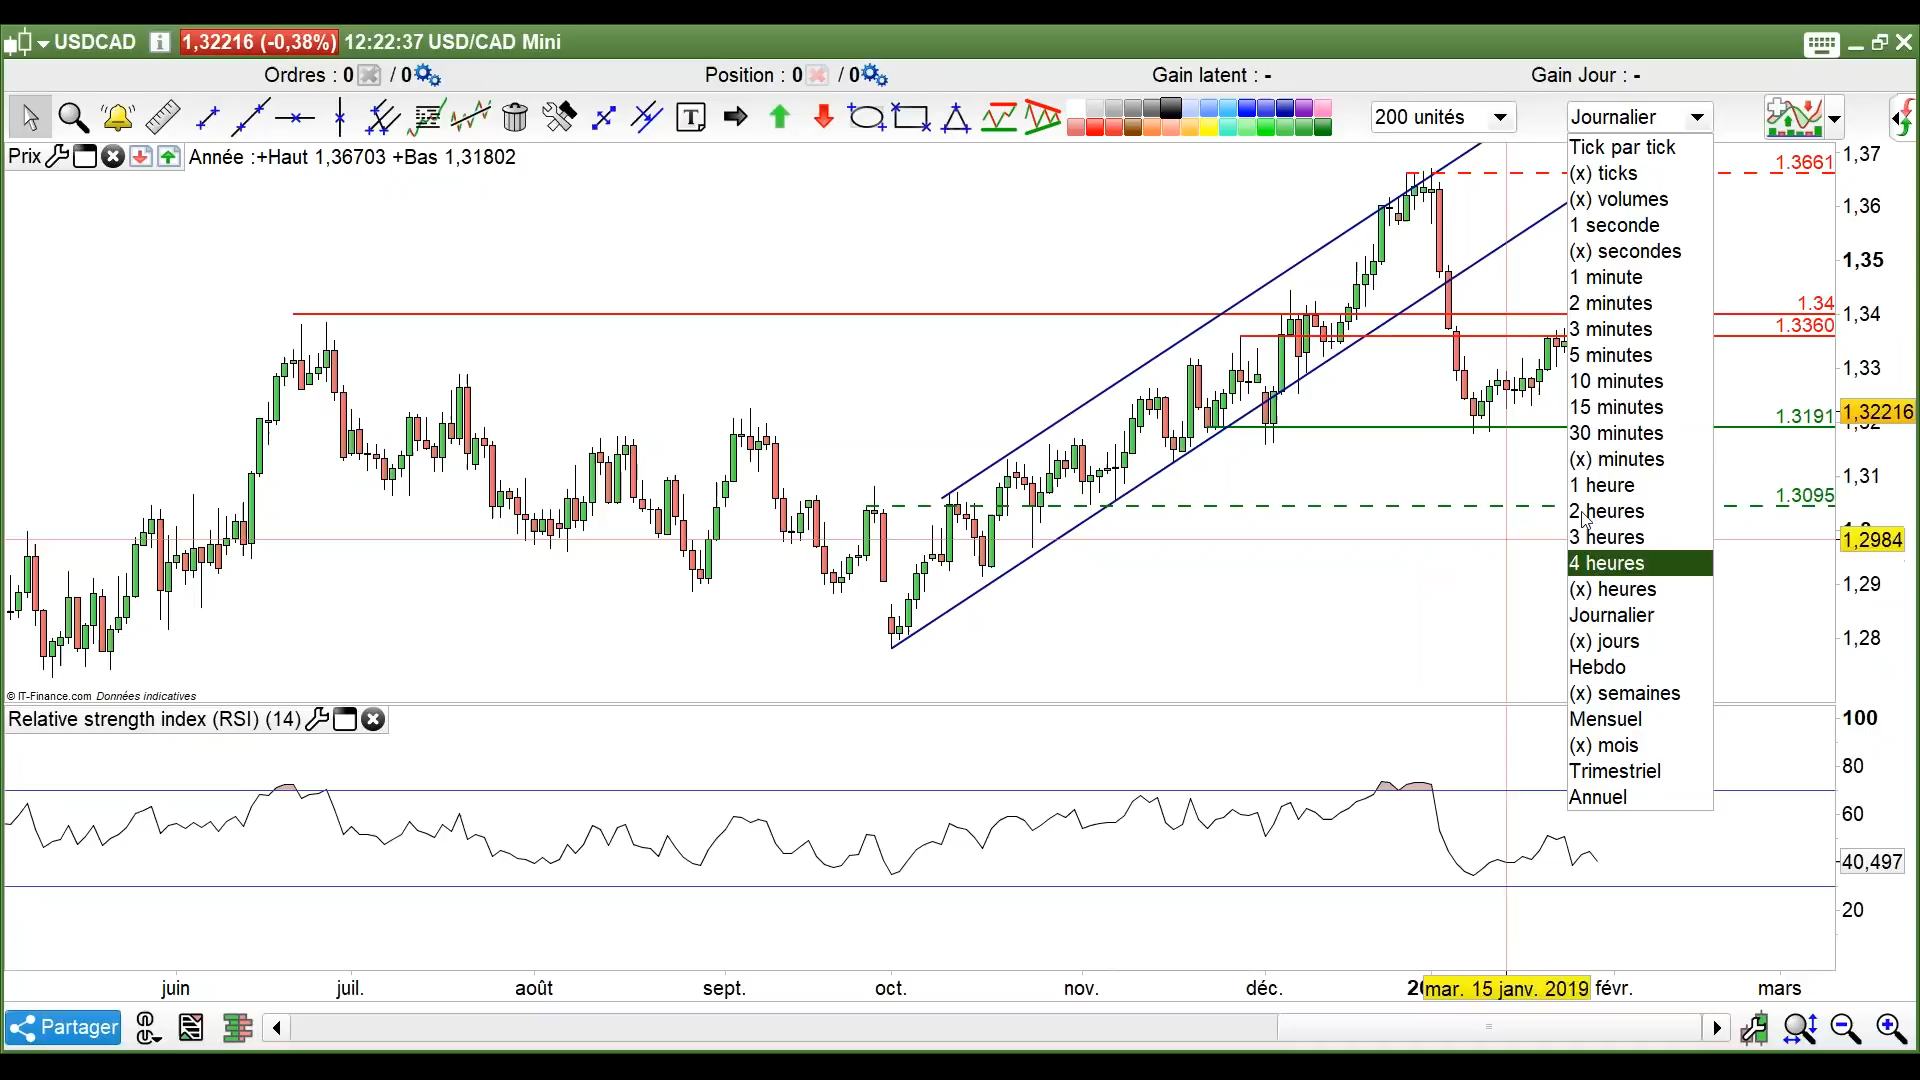 USDCAD 1,32216 (-0,38%) 12:22:37 USD/CAD Mini
Ordres : 0 / 0 Position : 0 / 0 Gain latent : - Gain Jour : -
200 unités Journalier
Prix Année :+Haut 1,36703 +Bas 1,31802
Tick par tick
(x) ticks
(x) volumes
1 seconde
(x) secondes
1 minute
2 minutes
3 minutes
5 minutes
10 minutes
15 minutes
30 minutes
(x) minutes
1 heure
2 heures
3 heures
4 heures
(x) heures
Journalier
(x) jours
Hebdo
(x) semaines
Mensuel
(x) mois
Trimestriel
Annuel
1.3661
1.34
1.3360
1.3191
1.3095
1,37
1,36
1,35
1,34
1,33
1,32216
1,31
1,2984
1,29
1,28
© IT-Finance.com Données indicatives
Relative strength index (RSI) (14)
100
80
60
40,497
20
juin juil. août sept. oct. nov. déc. mar. 15 janv. 2019 févr. mars
Partager